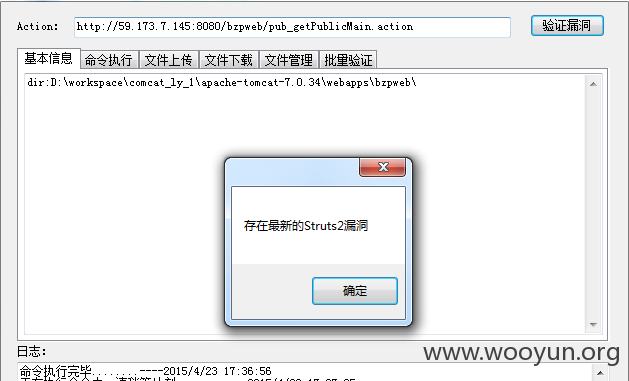 Action: http://59.173.7.145:8080/bzpweb/pub_getPublicMain.action 验证漏洞
基本信息 命令执行 文件上传 文件下载 文件管理 批量验证
dir:D:\workspace\comcat_ly_1\apache-tomcat-7.0.34\webapps\bzpweb\
存在最新的Struts2漏洞
确定
日志:
www.wooyun.org
命令执行完毕........----2015/4/23 17:36:56